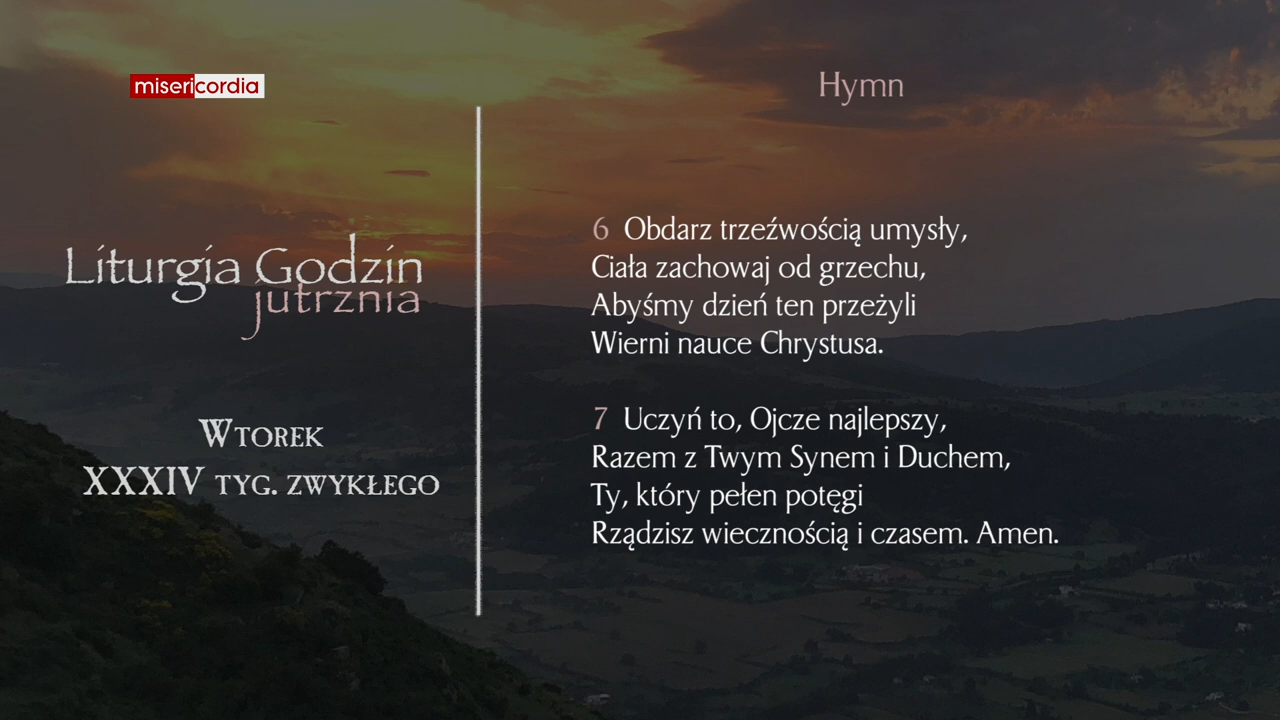 misericordia
Liturgia Godzin
jutrznia
Wtorek
XXXIV tyg. zwykłego
Hymn
6 Obdarz trzeźwością umysły,
Ciała zachowaj od grzechu,
Abyśmy dzień ten przeżyli
Wierni nauce Chrystusa.
7 Uczyń to, Ojcze najlepszy,
Razem z Twym Synem i Duchem,
Ty, który pełen potęgi
Rządzisz wiecznością i czasem. Amen.